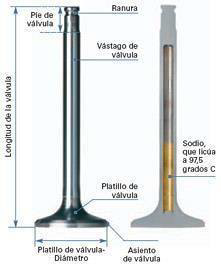 Pie de
válvula
Ranura
Vástago de
válvula
Longitud de la válvula
Sodio,
que licúa
a 97,5
grados C
Platillo de
válvula
Platillo de válvula-
Diámetro
Asiento
de válvula